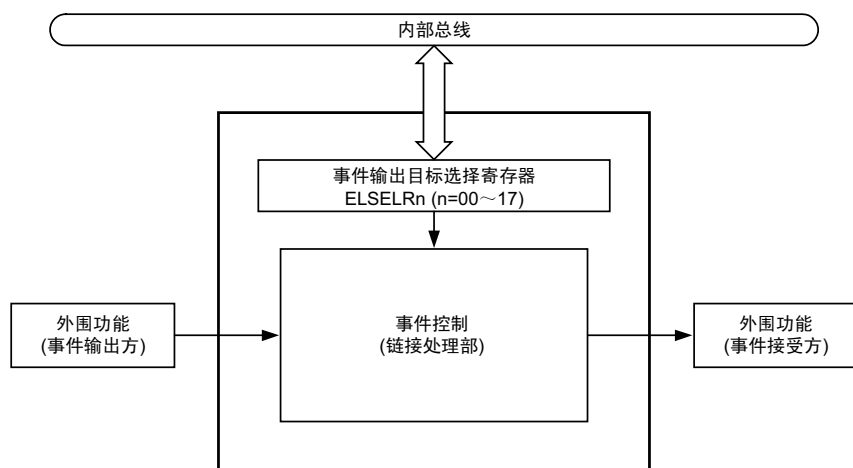 内部总线
事件输出目标选择寄存器
ELSELRn (n=00～17)
外围功能
(事件输出方)
事件控制
(链接处理部)
外围功能
(事件接受方)